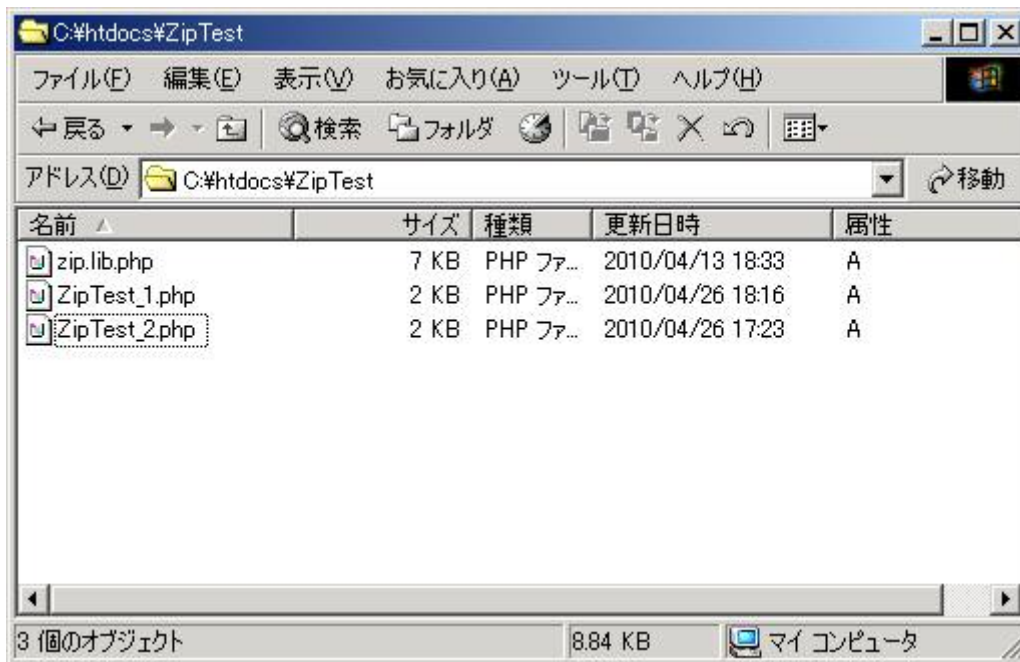 C:¥htdocs¥ZipTest
ファイル(F) 編集(E) 表示(V) お気に入り(A) ツール(T) ヘルプ(H)
戻る 検索 フォルダ
アドレス(D) C:¥htdocs¥ZipTest 移動
名前 サイズ 種類 更新日時 属性
zip.lib.php 7 KB PHP ファ... 2010/04/13 18:33 A
ZipTest_1.php 2 KB PHP ファ... 2010/04/26 18:16 A
ZipTest_2.php 2 KB PHP ファ... 2010/04/26 17:23 A
3 個のオブジェクト 8.84 KB マイ コンピュータ